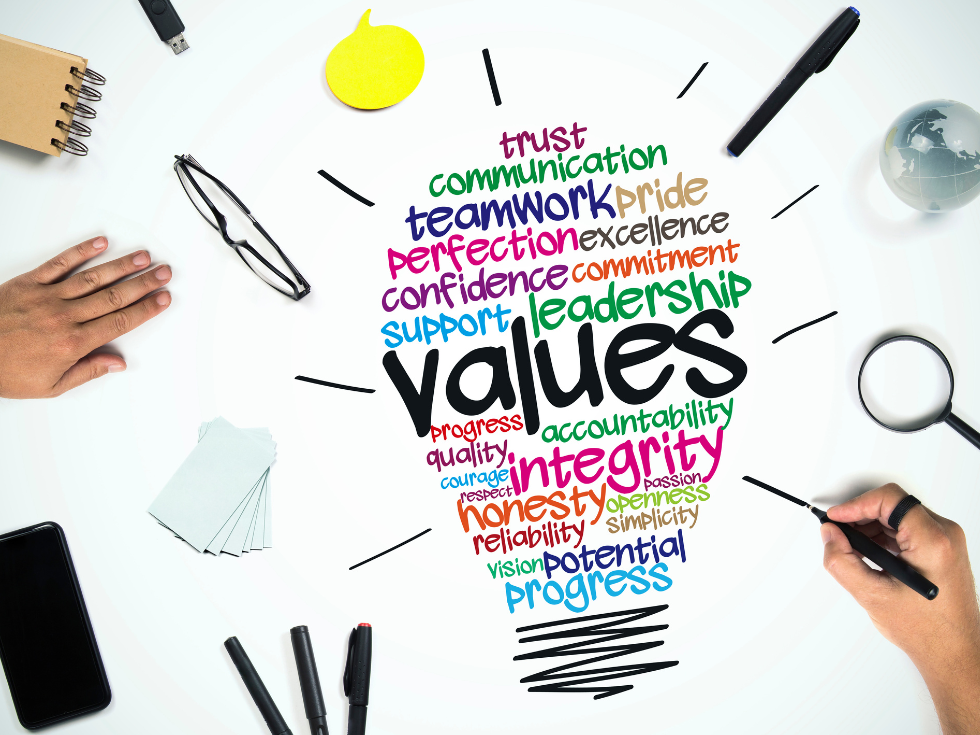 trust
communication
teamwork pride
perfection excellence
confidence commitment
support leadership
values
progress accountability
quality integrity
courage
respect passion
honesty openness
reliability simplicity
vision potential
progress